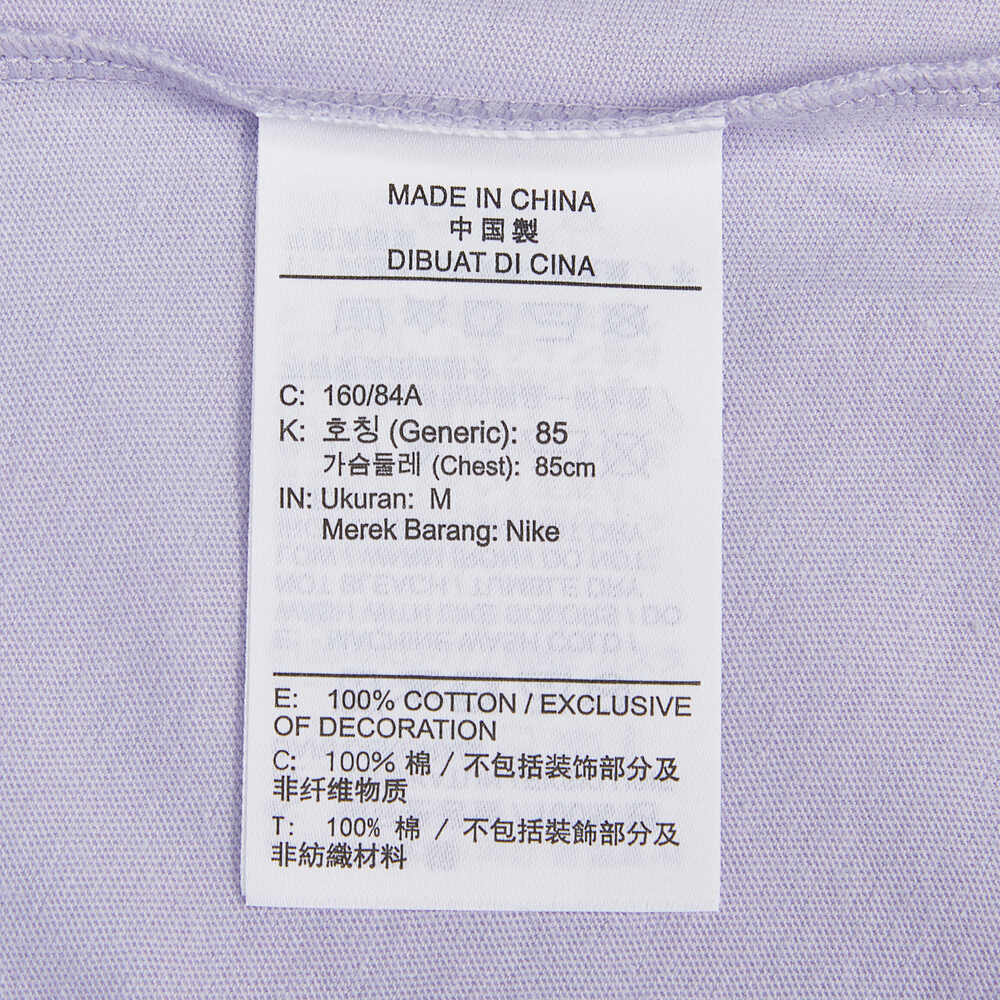 MADE IN CHINA
中国製
DIBUAT DI CINA
C: 160/84A
K: 호칭 (Generic): 85
가슴둘레 (Chest): 85cm
IN: Ukuran: M
Merek Barang: Nike
E: 100% COTTON / EXCLUSIVE
OF DECORATION
C: 100% 棉 / 不包括装饰部分及
非纤维物质
T: 100% 棉 / 不包括裝飾部分及
非紡織材料